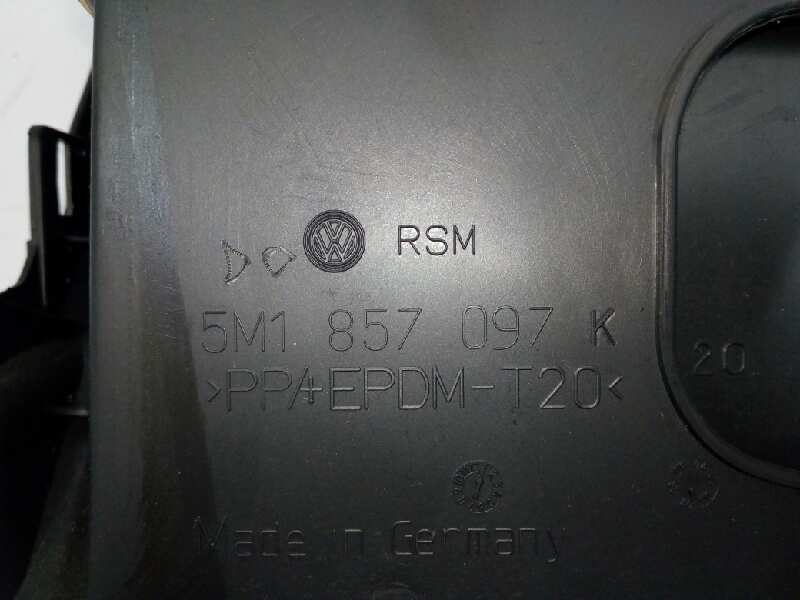 RSM
5M1 857 097 K
>PP/+EPDM-T20<
20
Made in Germany